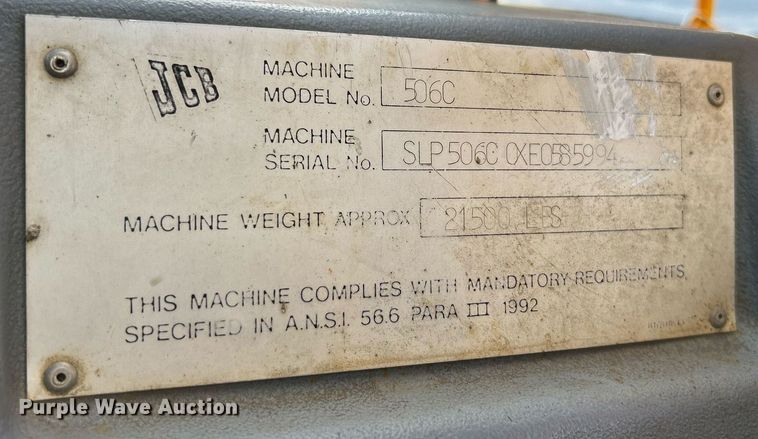 JCB
MACHINE
MODEL No. 506C
MACHINE
SERIAL No. SLP506C0XE0585994
MACHINE WEIGHT APPROX 21500 LBS
THIS MACHINE COMPLIES WITH MANDATORY REQUIREMENTS
SPECIFIED IN A.N.S.I. 56.6 PARA III 1992
Purple Wave Auction